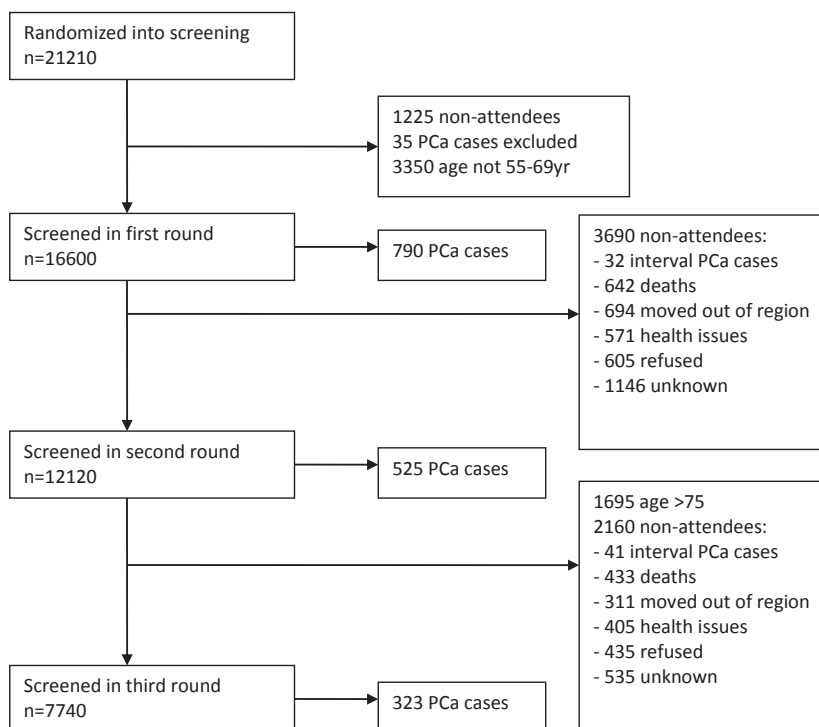 Randomized into screening
n=21210
1225 non-attendees
35 PCa cases excluded
3350 age not 55-69yr
Screened in first round
n=16600
790 PCa cases
3690 non-attendees:
- 32 interval PCa cases
- 642 deaths
- 694 moved out of region
- 571 health issues
- 605 refused
- 1146 unknown
Screened in second round
n=12120
525 PCa cases
1695 age >75
2160 non-attendees:
- 41 interval PCa cases
- 433 deaths
- 311 moved out of region
- 405 health issues
- 435 refused
- 535 unknown
Screened in third round
n=7740
323 PCa cases